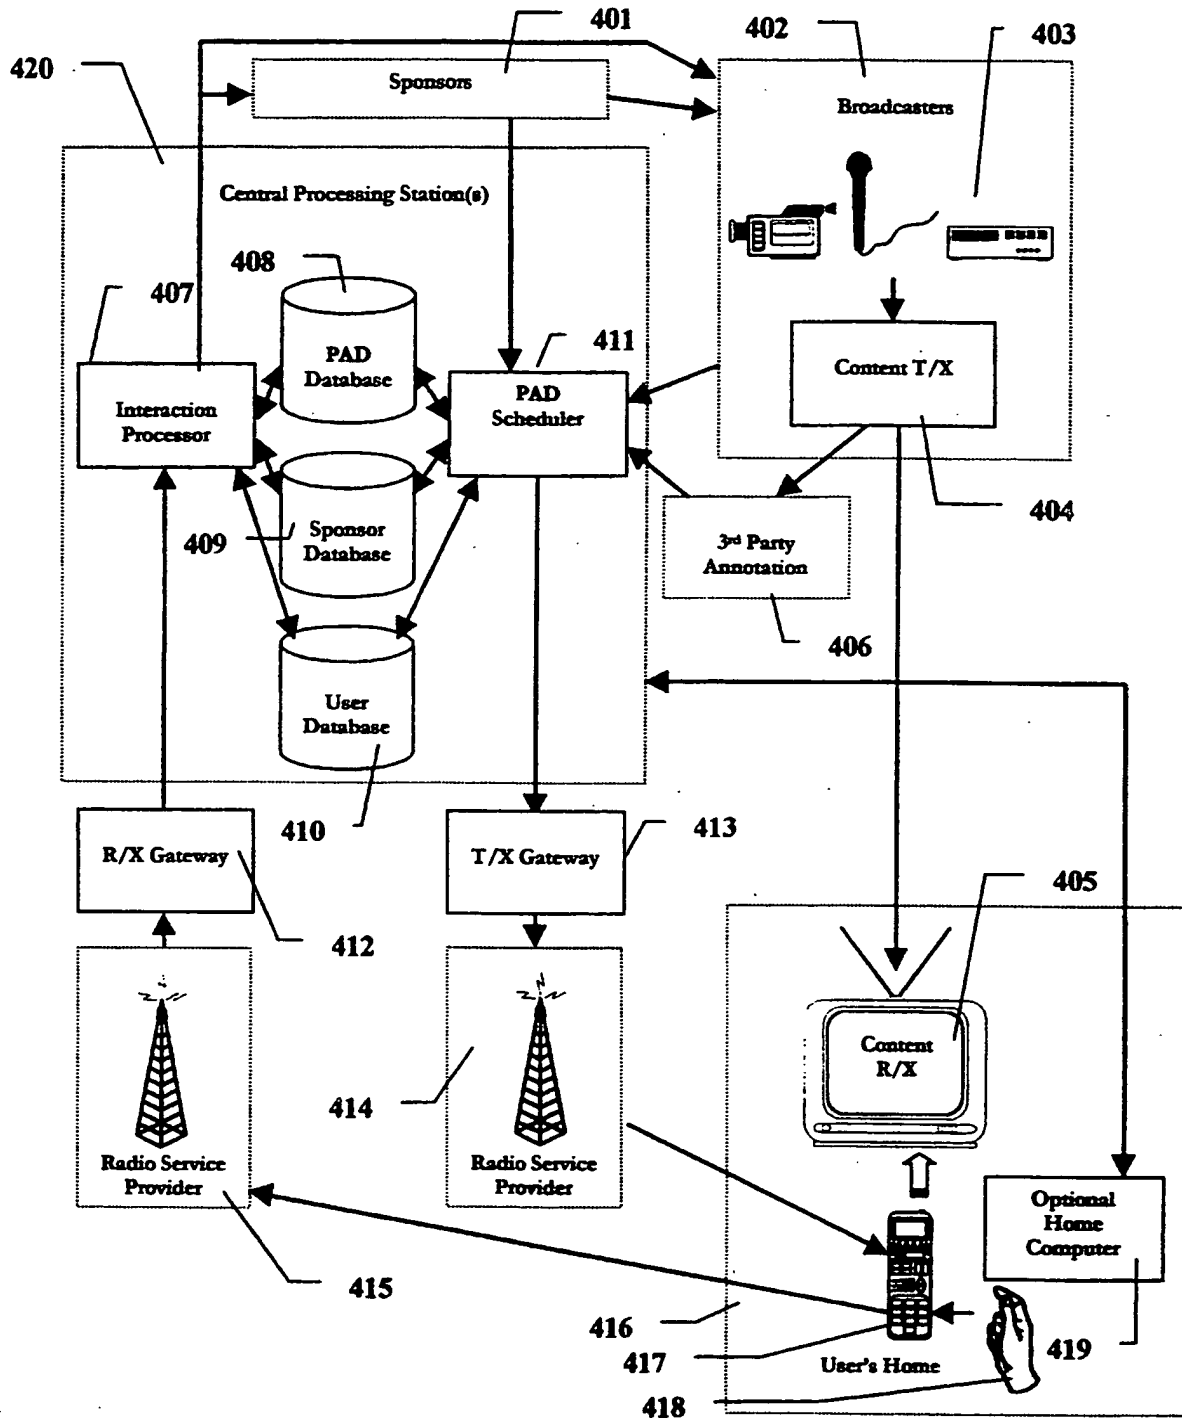 401
402
403
420
Sponsors
Broadcasters
Central Processing Station(s)
408
407
411
PAD
Database
PAD
Scheduler
Content T/X
Interaction
Processor
404
409
Sponsor
Database
3rd Party
Annotation
406
User
Database
410
413
R/X Gateway
T/X Gateway
405
412
Content
R/X
414
Radio Service
Provider
Radio Service
Provider
Optional
Home
Computer
415
416
417
User's Home
419
418